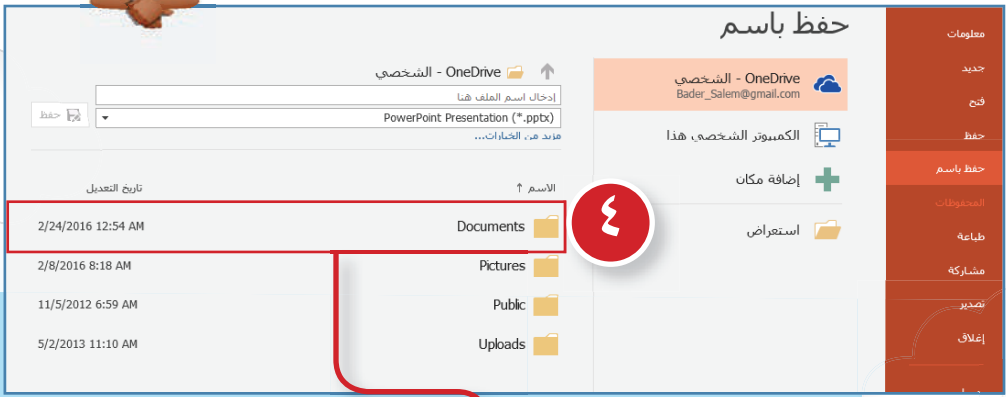 معلومات
جديد
فتح
حفظ
حفظ باسم
المحفوظات
طباعة
مشاركة
تصدير
إغلاق
حفظ باسم
OneDrive - الشخصي
Bader_Salem@gmail.com
الكمبيوتر الشخصي هذا
إضافة مكان
استعراض
OneDrive - الشخصي
إدخال اسم الملف هنا
PowerPoint Presentation (*.pptx)
حفظ
مزيد من الخيارات...
الاسم ↑ تاريخ التعديل
Documents 2/24/2016 12:54 AM
٤
Pictures 2/8/2016 8:18 AM
Public 11/5/2012 6:59 AM
Uploads 5/2/2013 11:10 AM